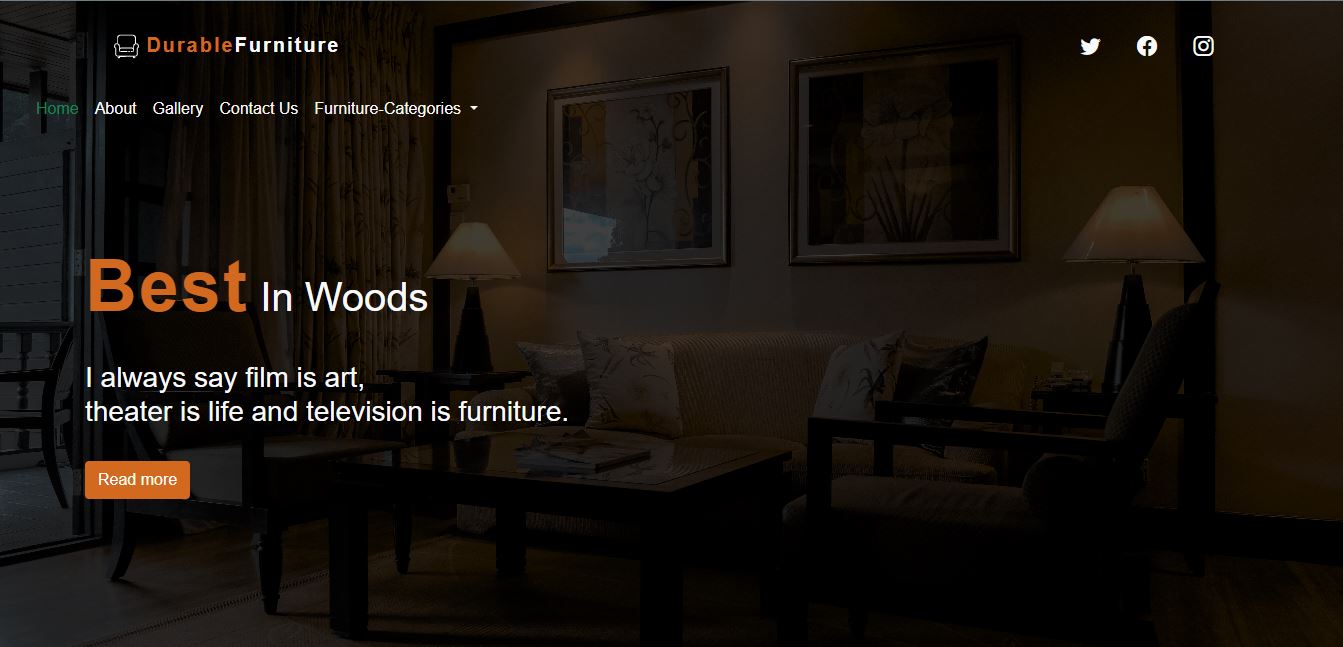 DurableFurniture
Home About Gallery Contact Us Furniture-Categories
Best In Woods
I always say film is art,
theater is life and television is furniture.
Read more